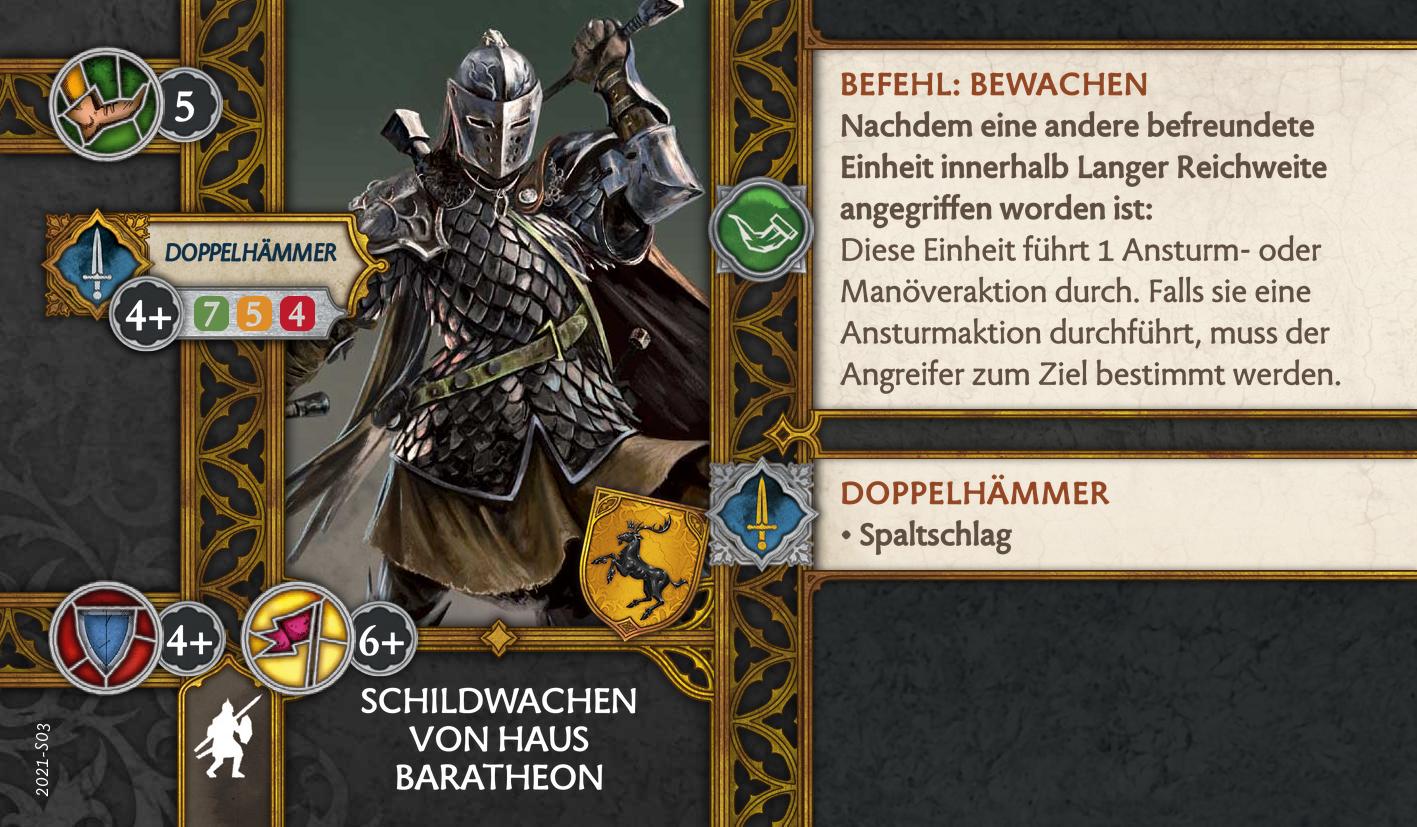 5
DOPPELHÄMMER
4+ 7 5 4
4+ 6+
SCHILDWACHEN
VON HAUS
BARATHEON
2021-S03
BEFEHL: BEWACHEN
Nachdem eine andere befreundete
Einheit innerhalb Langer Reichweite
angegriffen worden ist:
Diese Einheit führt 1 Ansturm- oder
Manöveraktion durch. Falls sie eine
Ansturmaktion durchführt, muss der
Angreifer zum Ziel bestimmt werden.
DOPPELHÄMMER
• Spaltschlag